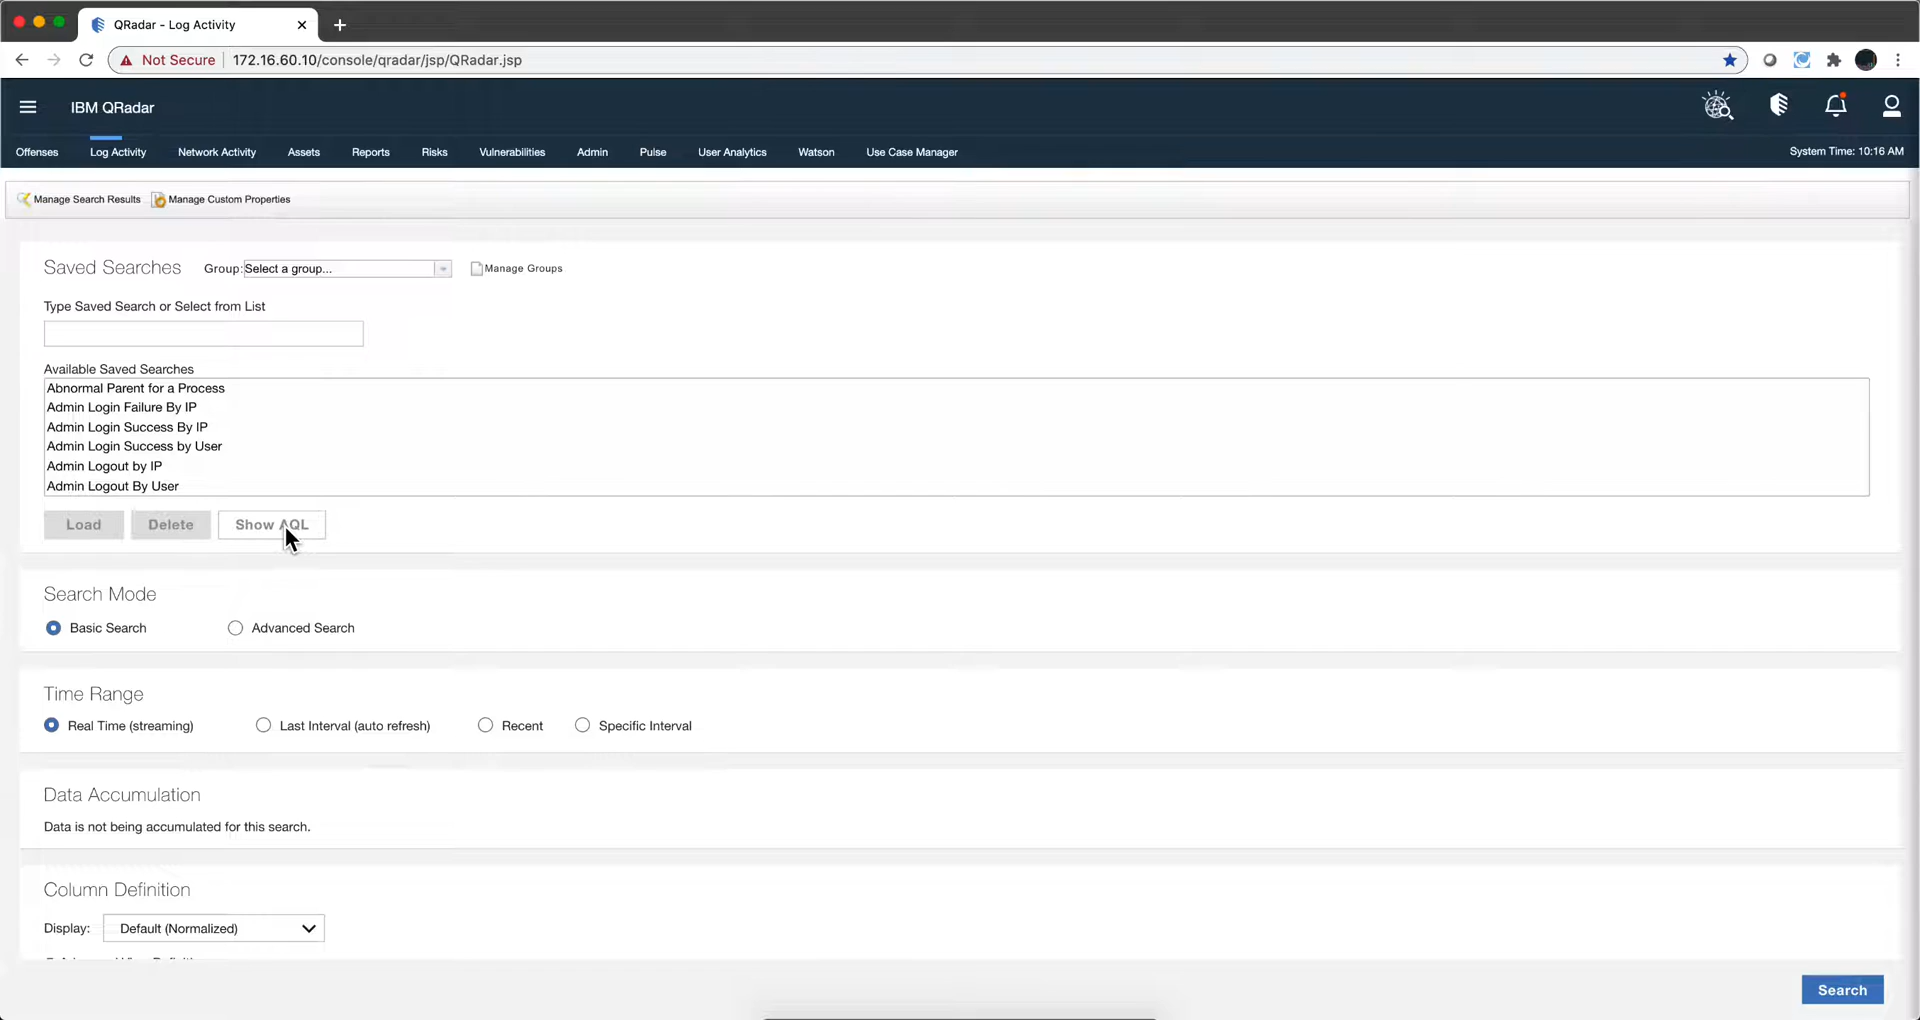 QRadar - Log Activity
Not Secure 172.16.60.10/console/qradar/jsp/QRadar.jsp
IBM QRadar
Offenses Log Activity Network Activity Assets Reports Risks Vulnerabilities Admin Pulse User Analytics Watson Use Case Manager System Time: 10:16 AM
Manage Search Results Manage Custom Properties
Saved Searches Group: Select a group... Manage Groups
Type Saved Search or Select from List
Available Saved Searches
Abnormal Parent for a Process
Admin Login Failure By IP
Admin Login Success By IP
Admin Login Success by User
Admin Logout by IP
Admin Logout By User
Load Delete Show AQL
Search Mode
Basic Search Advanced Search
Time Range
Real Time (streaming) Last Interval (auto refresh) Recent Specific Interval
Data Accumulation
Data is not being accumulated for this search.
Column Definition
Display: Default (Normalized)
Search